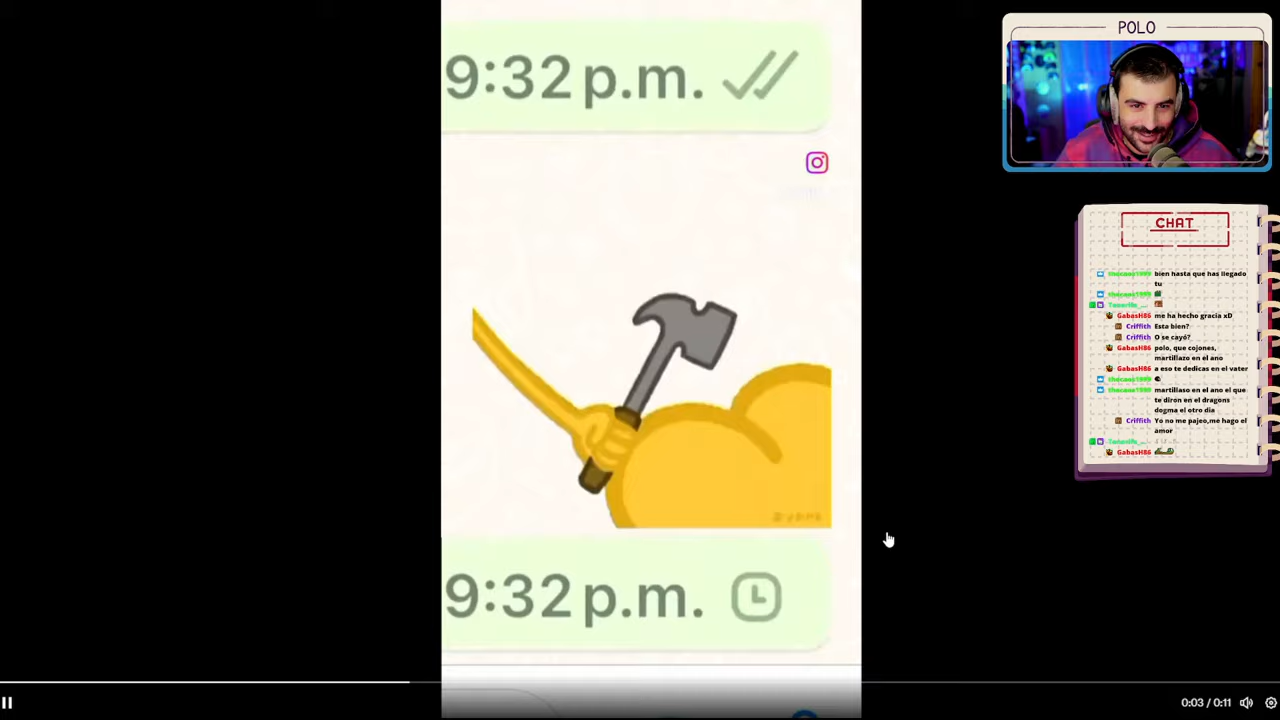 9:32 p.m.
9:32 p.m.
POLO
CHAT
bien hasta que has llegado
tu
GabasH86 me ha hecho gracia xD
Criffith Esta bien?
Criffith O se cayó?
GabasH86 polo, que cojones,
martillazo en el ano
GabasH86 a eso te dedicas en el vater
martillaso en el ano el que
te diron en el dragons
dogma el otro dia
Criffith Yo no me pajeo,me hago el
amor
GabasH86
0:03 / 0:11